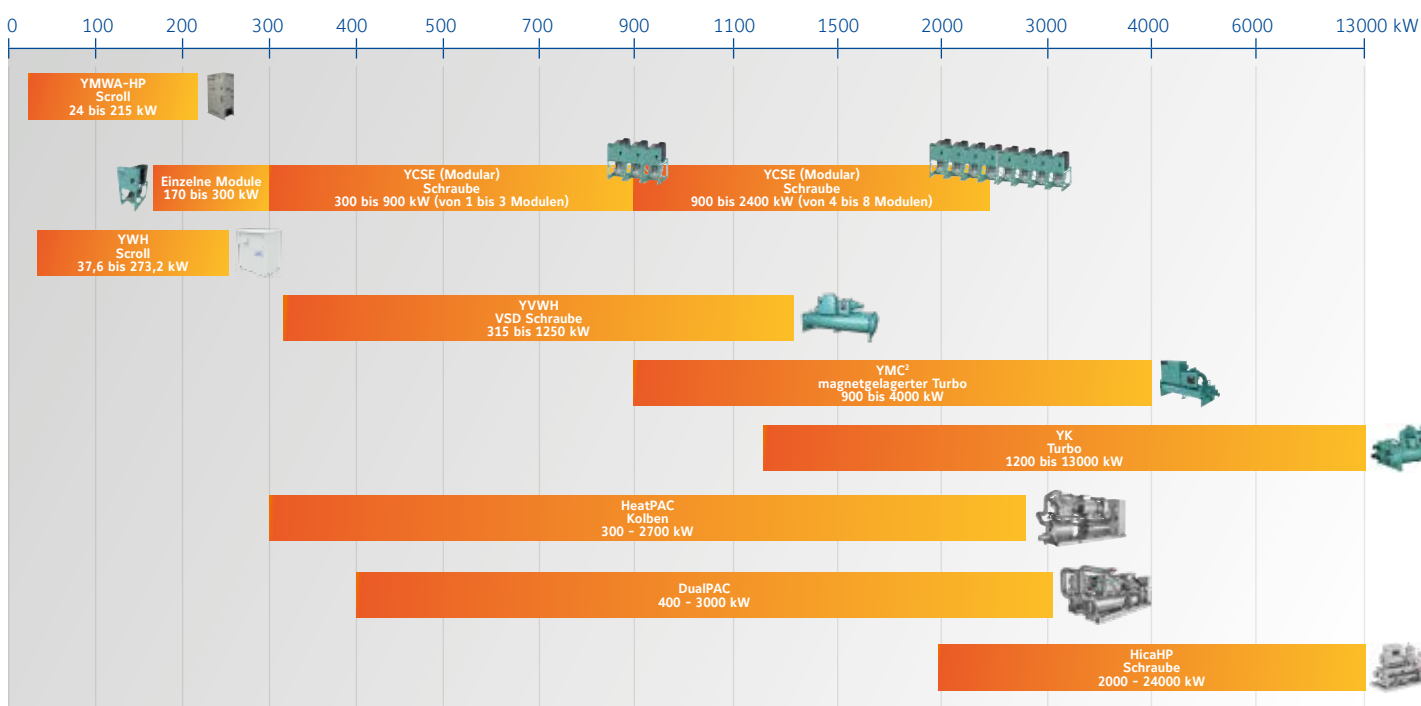 0 100 200 300 400 500 700 900 1100 1500 2000 3000 4000 6000 13000 kW
YMWA-HP
Scroll
24 bis 215 kW
Einzelne Module
170 bis 300 kW
YCSE (Modular)
Schraube
300 bis 900 kW (von 1 bis 3 Modulen)
YCSE (Modular)
Schraube
900 bis 2400 kW (von 4 bis 8 Modulen)
YWH
Scroll
37,6 bis 273,2 kW
YVWH
VSD Schraube
315 bis 1250 kW
YMC²
magnetgelagerter Turbo
900 bis 4000 kW
YK
Turbo
1200 bis 13000 kW
HeatPAC
Kolben
300 - 2700 kW
DualPAC
400 - 3000 kW
HicaHP
Schraube
2000 - 24000 kW